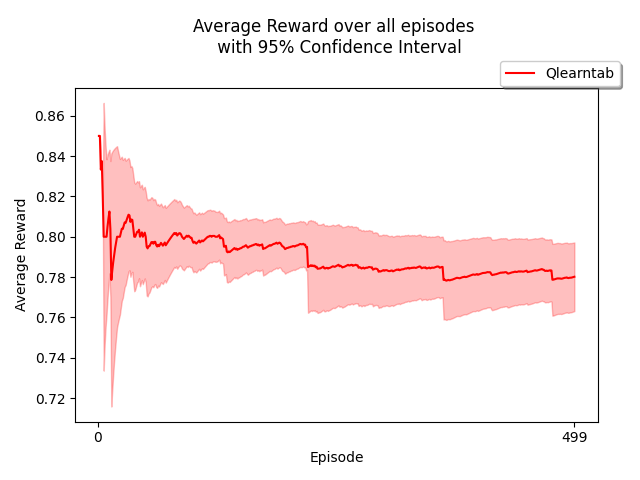 Average Reward over all episodes
with 95% Confidence Interval
Qlearntab
0.86
0.84
0.82
0.80
0.78
0.76
0.74
0.72
Average Reward
0
499
Episode